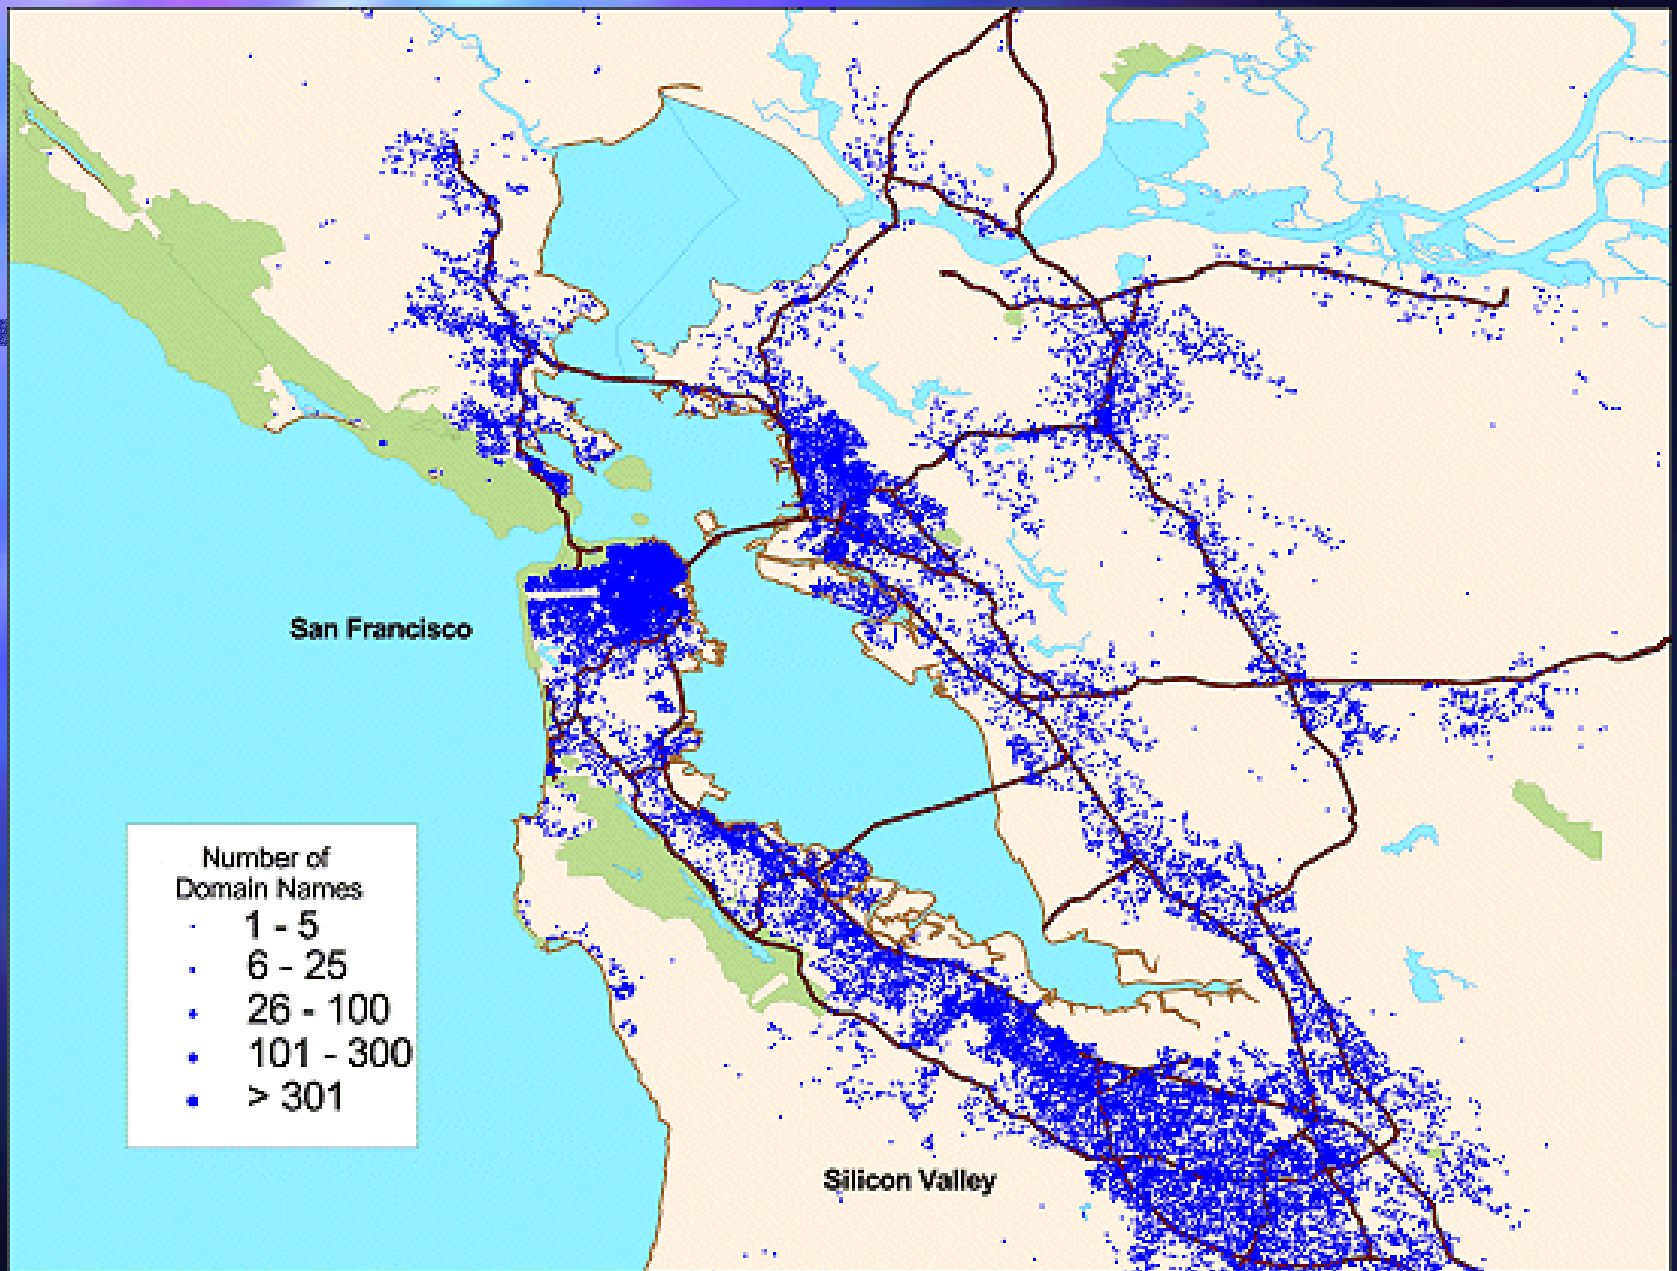 San Francisco
Number of
Domain Names
1 - 5
6 - 25
26 - 100
101 - 300
> 301
Silicon Valley